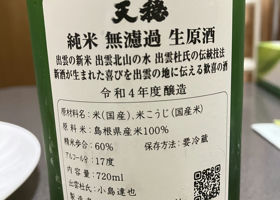 天穏
純米 無濾過 生原酒
出雲の新米 出雲北山の水 出雲杜氏の伝統技法
新酒が生まれた喜びを出雲の地に伝える歓喜の酒
令和4年度醸造
原材料名:米(国産)、米こうじ(国産米)
原料米:島根県産米100%
精米歩合:60% 保存方法:要冷蔵
アルコール分:17度
内容量:720ml
出雲杜氏:小島達也